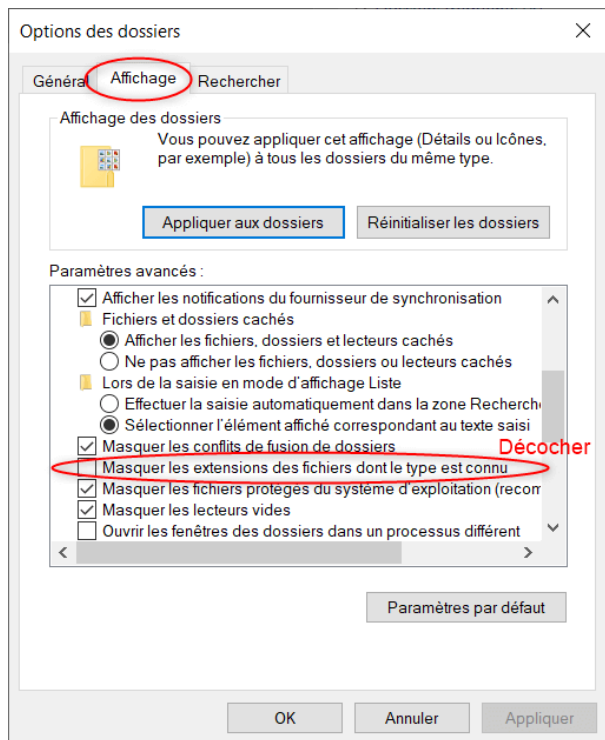 Options des dossiers
Général Affichage Rechercher
Affichage des dossiers
Vous pouvez appliquer cet affichage (Détails ou Icônes,
par exemple) à tous les dossiers du même type.
Appliquer aux dossiers Réinitialiser les dossiers
Paramètres avancés :
Afficher les notifications du fournisseur de synchronisation
Fichiers et dossiers cachés
Afficher les fichiers, dossiers et lecteurs cachés
Ne pas afficher les fichiers, dossiers ou lecteurs cachés
Lors de la saisie en mode d'affichage Liste
Effectuer la saisie automatiquement dans la zone Recherch
Sélectionner l'élément affiché correspondant au texte saisi
Masquer les conflits de fusion de dossiers Décocher
Masquer les extensions des fichiers dont le type est connu
Masquer les fichiers protégés du système d'exploitation (recom
Masquer les lecteurs vides
Ouvrir les fenêtres des dossiers dans un processus différent
Paramètres par défaut
OK Annuler Appliquer